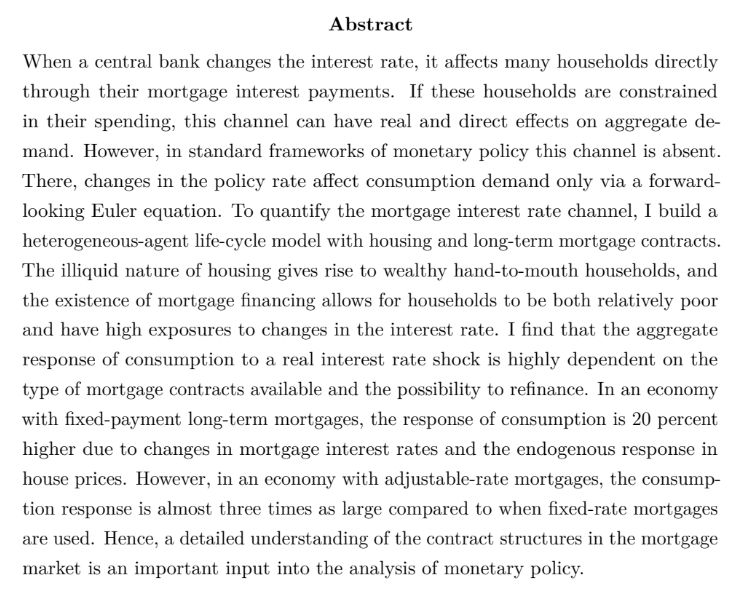 Abstract
When a central bank changes the interest rate, it affects many households directly
through their mortgage interest payments. If these households are constrained
in their spending, this channel can have real and direct effects on aggregate de-
mand. However, in standard frameworks of monetary policy this channel is absent.
There, changes in the policy rate affect consumption demand only via a forward-
looking Euler equation. To quantify the mortgage interest rate channel, I build a
heterogeneous-agent life-cycle model with housing and long-term mortgage contracts.
The illiquid nature of housing gives rise to wealthy hand-to-mouth households, and
the existence of mortgage financing allows for households to be both relatively poor
and have high exposures to changes in the interest rate. I find that the aggregate
response of consumption to a real interest rate shock is highly dependent on the
type of mortgage contracts available and the possibility to refinance. In an economy
with fixed-payment long-term mortgages, the response of consumption is 20 percent
higher due to changes in mortgage interest rates and the endogenous response in
house prices. However, in an economy with adjustable-rate mortgages, the consump-
tion response is almost three times as large compared to when fixed-rate mortgages
are used. Hence, a detailed understanding of the contract structures in the mortgage
market is an important input into the analysis of monetary policy.